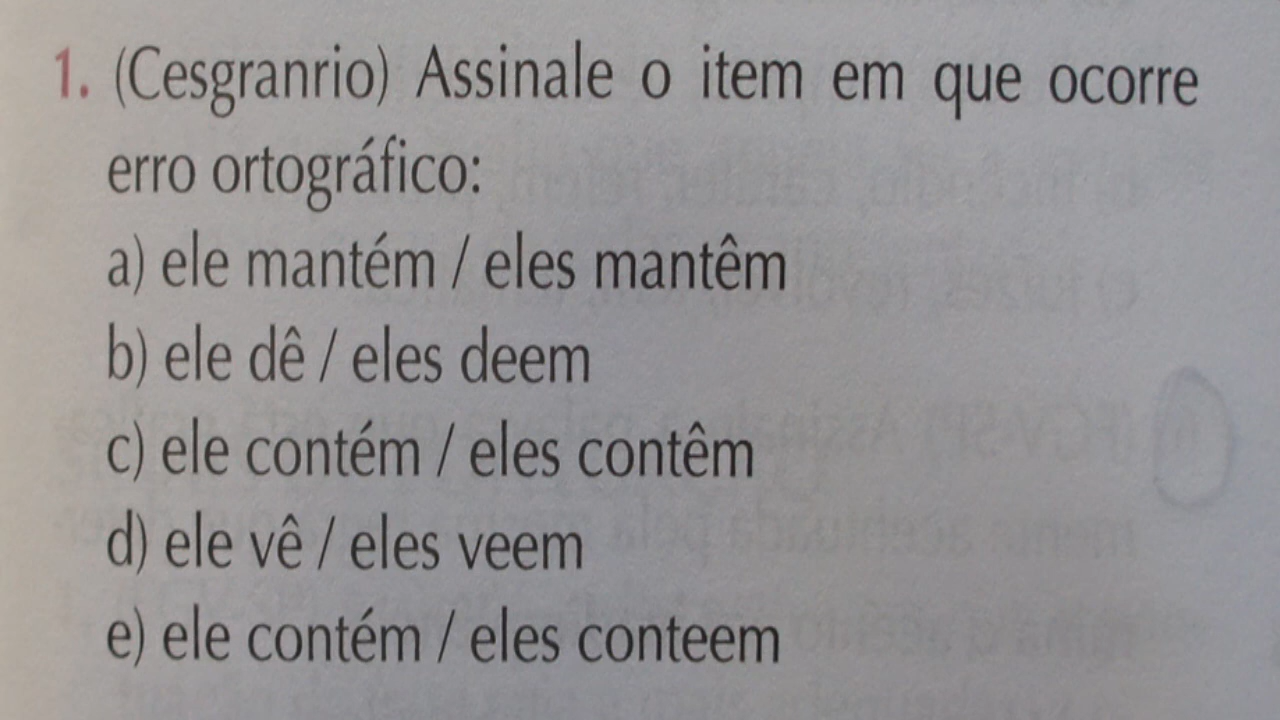 1. (Cesgranrio) Assinale o item em que ocorre
erro ortográfico:
a) ele mantém / eles mantêm
b) ele dê / eles deem
c) ele contém / eles contêm
d) ele vê / eles veem
e) ele contém / eles conteem